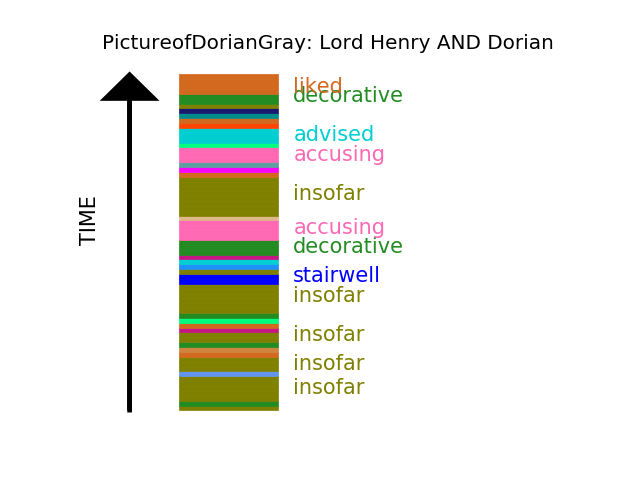 PictureofDorianGray: Lord Henry AND Dorian
liked
decorative
advised
accusing
insofar
accusing
decorative
stairwell
insofar
insofar
insofar
insofar
TIME